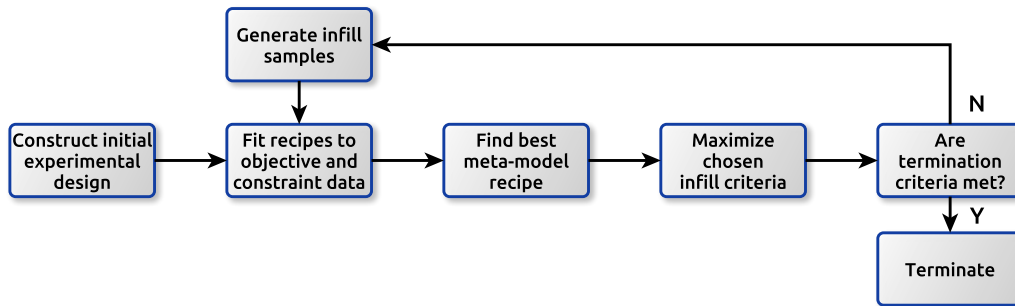 Generate infill
samples
N
Construct initial
experimental
design
Fit recipes to
objective and
constraint data
Find best
meta-model
recipe
Maximize
chosen
infill criteria
Are
termination
criteria met?
Y
Terminate